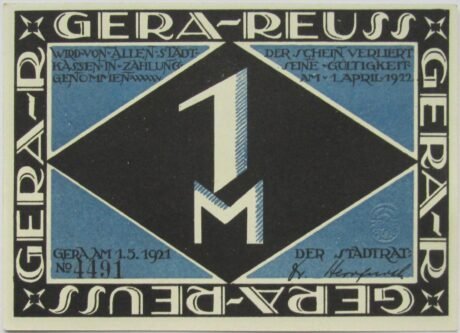 GERA-REUSS
WIRD VON ALLEN STADT-
KASSEN IN ZAHLUNG
GENOMMEN
DER SCHEIN VERLIERT
SEINE GÜLTIGKEIT
AM 1. APRIL 1922
GERA-R
GERA-R
1
M
GERA AM 1.5.1921
No 4491
DER STADTRAT:
GERA-REUSS